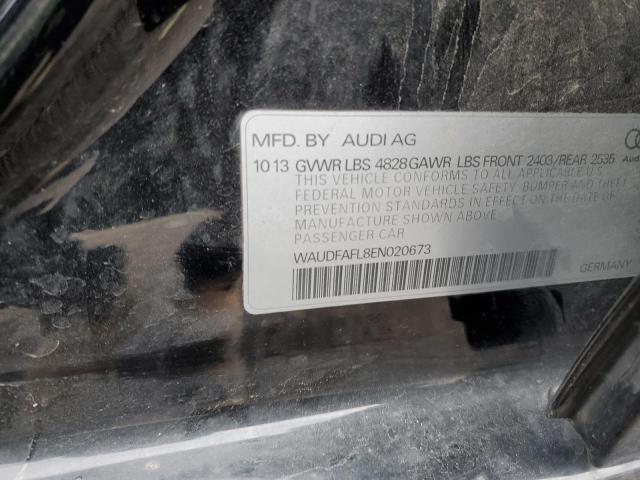 MFD. BY AUDI AG
1013 GVWR LBS 4828 GAWR LBS FRONT 2403/REAR 2535
THIS VEHICLE CONFORMS TO ALL APPLICABLE U.S.
FEDERAL MOTOR VEHICLE SAFETY, BUMPER AND THEFT
PREVENTION STANDARDS IN EFFECT ON THE DATE OF
MANUFACTURE SHOWN ABOVE.
PASSENGER CAR
WAUDFAFL8EN020673
GERMANY